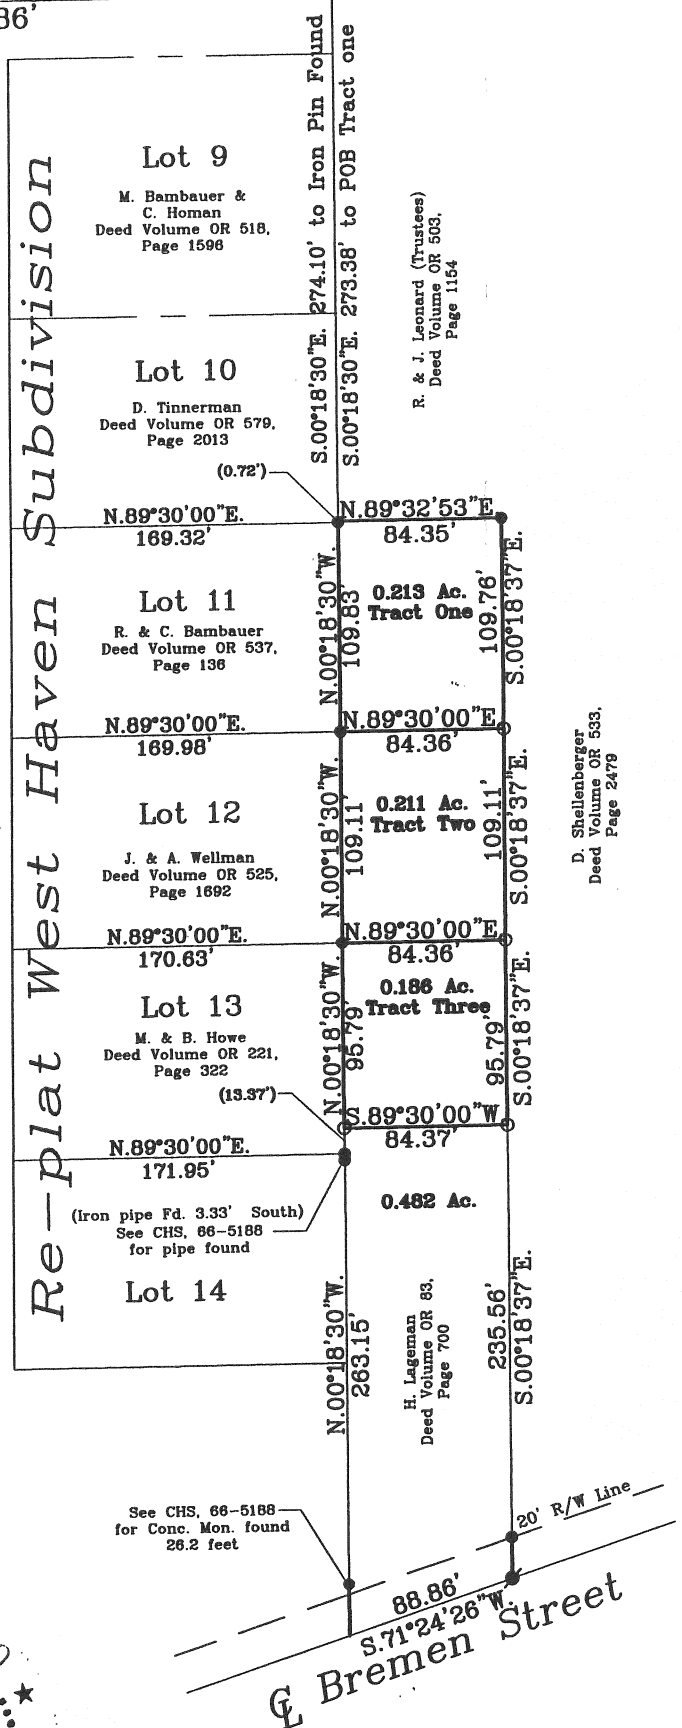 86'
Re-plat West Haven Subdivision
Lot 9
M. Bambauer &
C. Homan
Deed Volume OR 518,
Page 1596
S.00°18'30"E. 274.10' to Iron Pin Found
S.00°18'30"E. 273.38' to POB Tract one
R. & J. Leonard (Trustees)
Deed Volume OR 503,
Page 1154
Lot 10
D. Tinnerman
Deed Volume OR 579,
Page 2013
(0.72')
N.89°30'00"E.
169.32'
N.89°32'53"E.
84.35'
Lot 11
R. & C. Bambauer
Deed Volume OR 537,
Page 136
N.00°18'30"W.
109.83'
0.213 Ac.
Tract One
109.76'
S.00°18'37"E.
N.89°30'00"E.
169.98'
N.89°30'00"E
84.36'
Lot 12
J. & A. Wellman
Deed Volume OR 525,
Page 1692
N.00°18'30"W.
109.11'
0.211 Ac.
Tract Two
109.11'
S.00°18'37"E.
D. Shellenberger
Deed Volume OR 533,
Page 2479
N.89°30'00"E.
170.63'
N.89°30'00"E
84.36'
Lot 13
M. & B. Howe
Deed Volume OR 221,
Page 322
(13.37')
N.00°18'30"W.
95.79'
0.186 Ac.
Tract Three
95.79'
S.00°18'37"E.
S.89°30'00"W
84.37'
N.89°30'00"E.
171.95'
(Iron pipe Fd. 3.33' South)
See CHS, 66-5188
for pipe found
0.482 Ac.
Lot 14
N.00°18'30"W.
263.15'
H. Lageman
Deed Volume OR 83,
Page 700
235.56'
S.00°18'37"E.
See CHS, 66-5188
for Conc. Mon. found
26.2 feet
20' R/W Line
88.86'
S.71°24'26"W.
CL Bremen Street